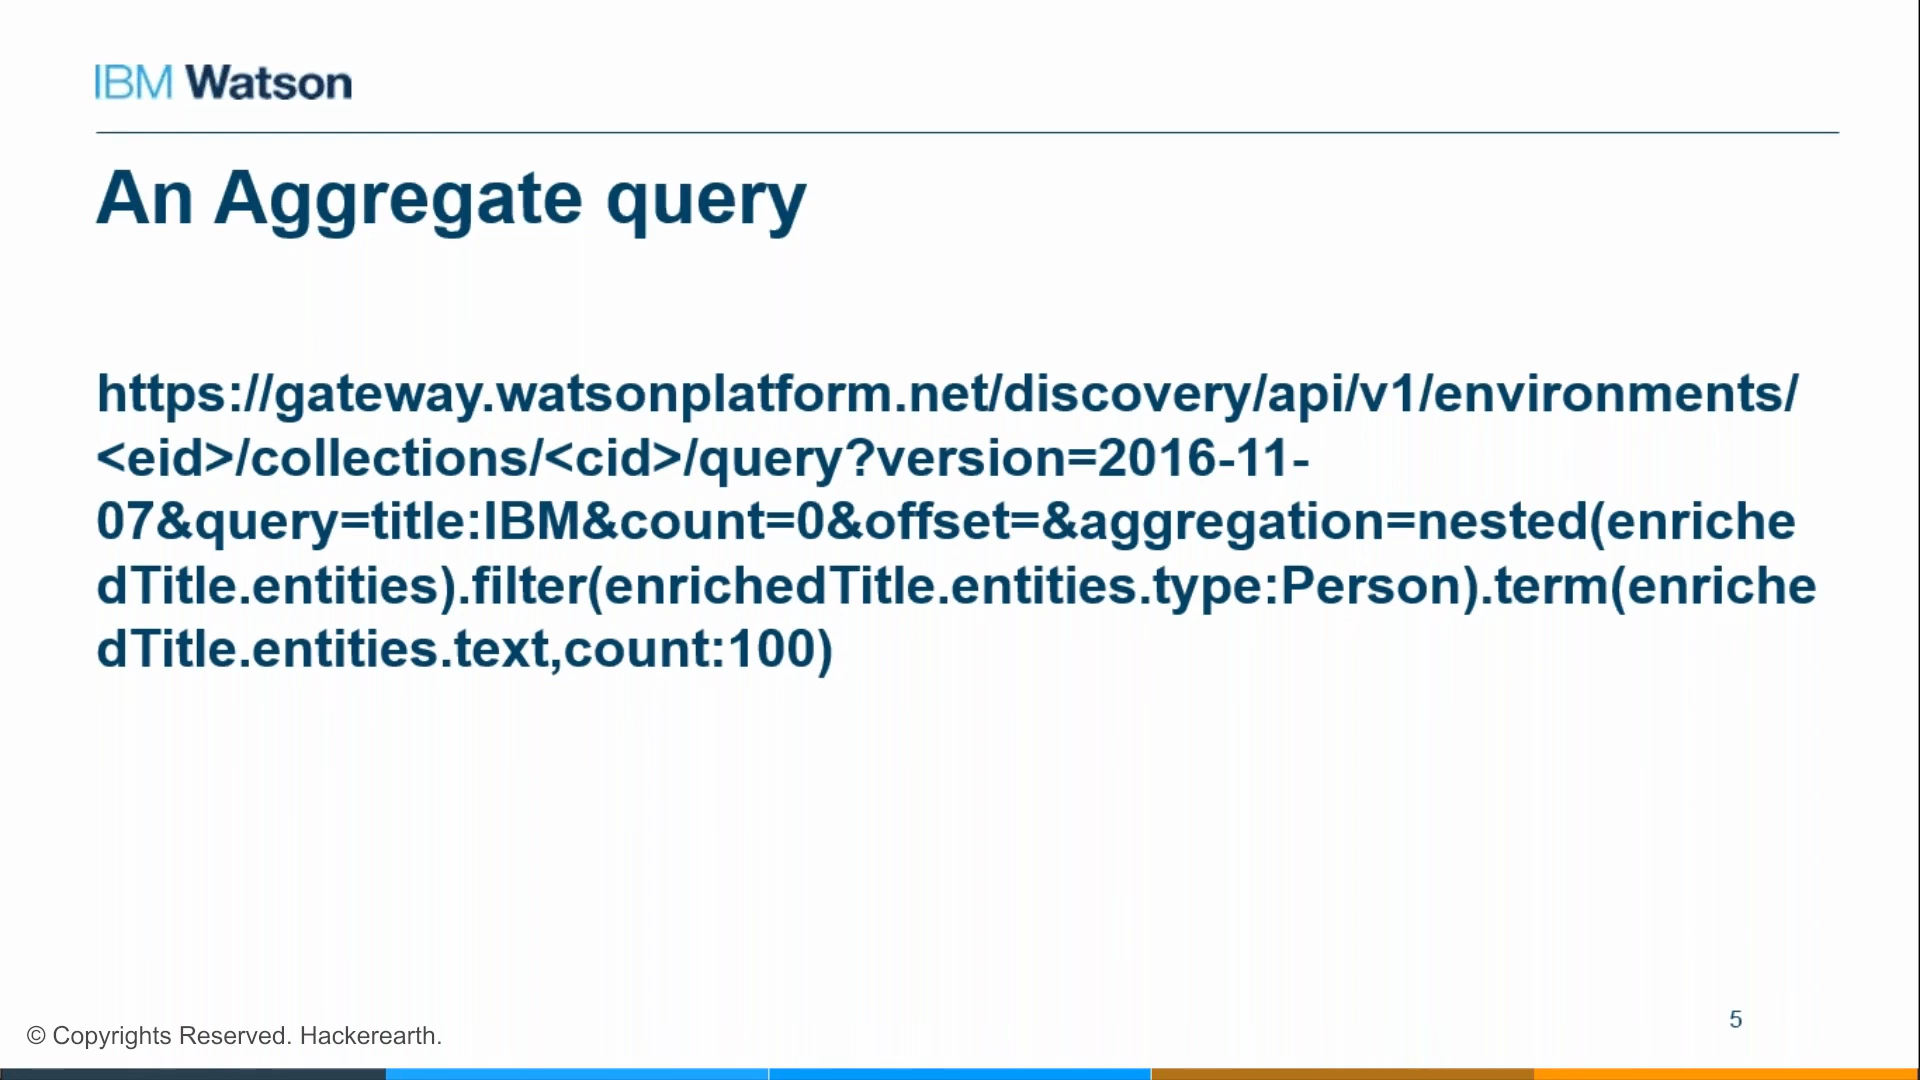 IBM Watson
An Aggregate query
https://gateway.watsonplatform.net/discovery/api/v1/environments/
<eid>/collections/<cid>/query?version=2016-11-
07&query=title:IBM&count=0&offset=&aggregation=nested(enriche
dTitle.entities).filter(enrichedTitle.entities.type:Person).term(enriche
dTitle.entities.text,count:100)
5
© Copyrights Reserved. Hackerearth.